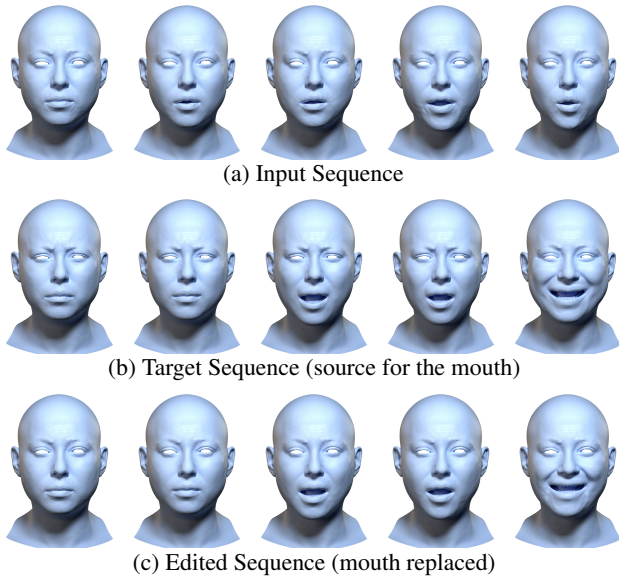 (a) Input Sequence
(b) Target Sequence (source for the mouth)
(c) Edited Sequence (mouth replaced)